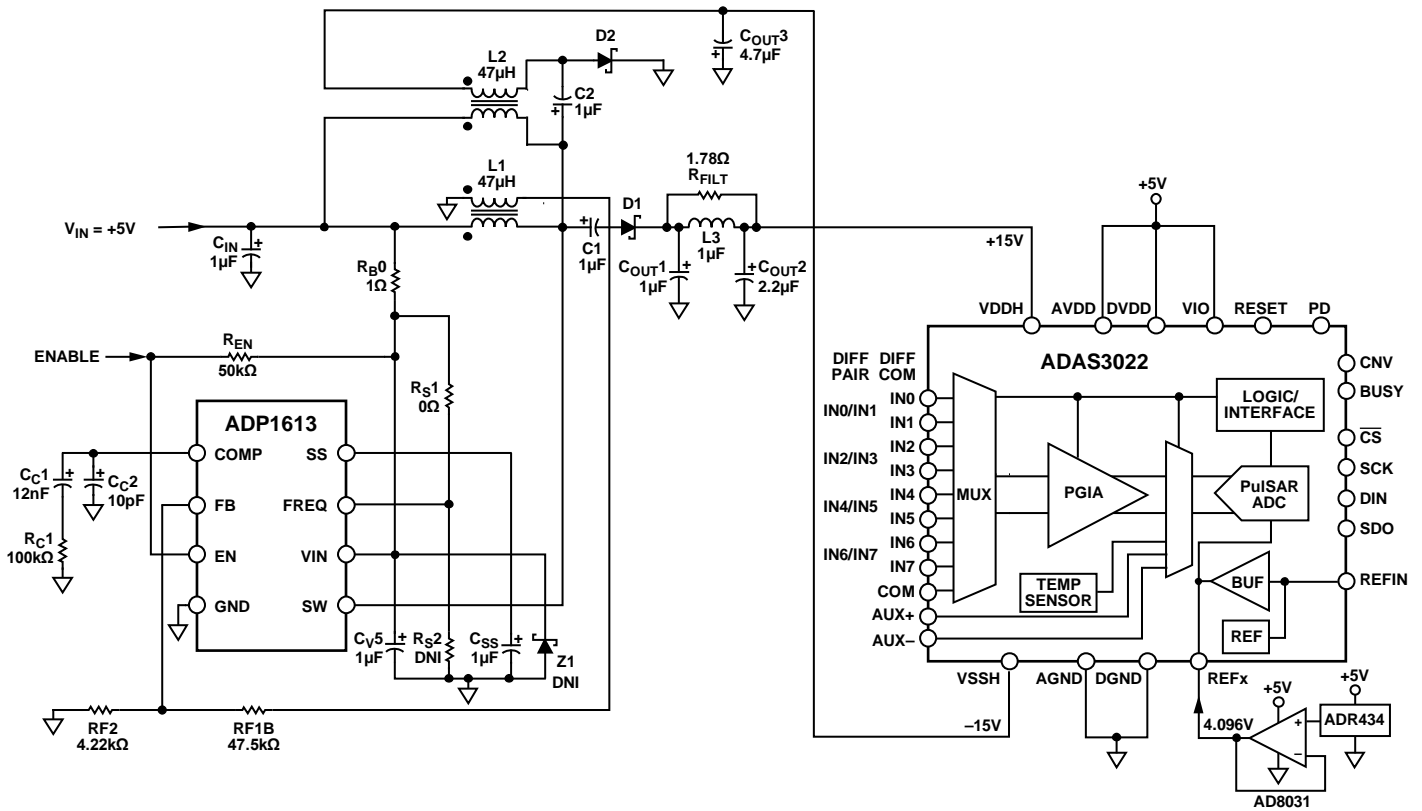 COUT3
4.7µF
D2
L2
47µH
C2
1µF
L1
47µH
1.78Ω
RFILT
D1
+5V
VIN = +5V
CIN
1µF
C1
1µF
L3
1µF
+15V
RB0
1Ω
COUT1
1µF
COUT2
2.2µF
VDDH
AVDD
DVDD
VIO
RESET
PD
ENABLE
REN
50kΩ
RS1
0Ω
ADAS3022
DIFF
PAIR
DIFF
COM
IN0/IN1
IN2/IN3
IN4/IN5
IN6/IN7
IN0
IN1
IN2
IN3
IN4
IN5
IN6
IN7
COM
AUX+
AUX–
MUX
PGIA
TEMP
SENSOR
LOGIC/
INTERFACE
PulSAR
ADC
BUF
REF
CNV
BUSY
CS
SCK
DIN
SDO
REFIN
ADP1613
COMP
FB
EN
GND
SS
FREQ
VIN
SW
CC1
12nF
CC2
10pF
RC1
100kΩ
CV5
1µF
RS2
DNI
CSS
1µF
Z1
DNI
RF2
4.22kΩ
RF1B
47.5kΩ
VSSH
AGND
DGND
REFx
–15V
4.096V
+5V
+5V
ADR434
AD8031